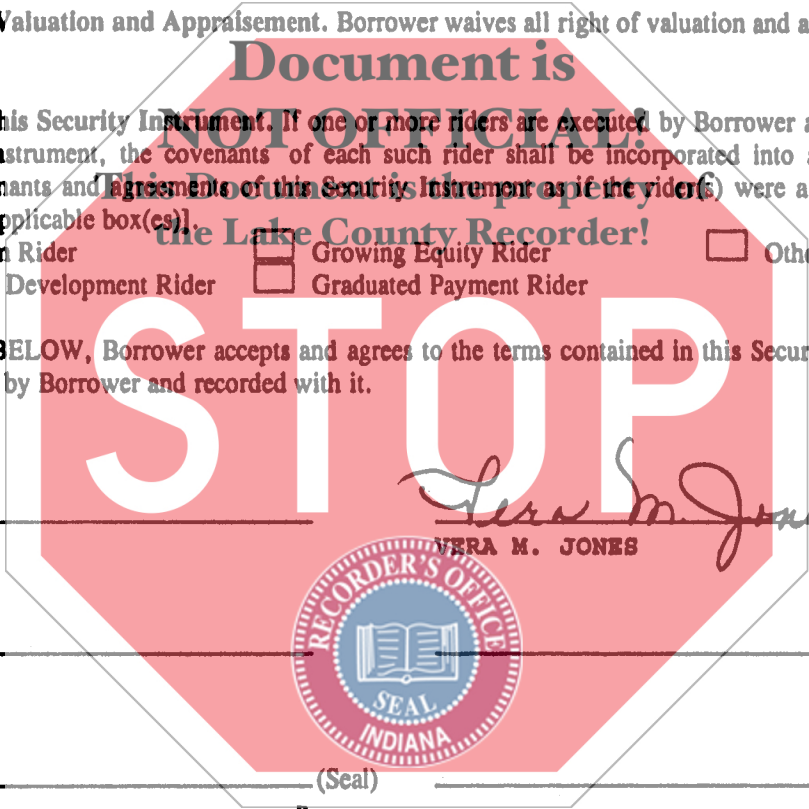 Valuation and Appraisement. Borrower waives all right of valuation and a
Document is
NOT OFFICIAL!
his Security Instrument. If one or more riders are executed by Borrower a
nstrument, the covenants of each such rider shall be incorporated into
This Document is the property of
nants and agreements of this Security Instrument as if the rider(s) were a
pplicable box(es)].
the Lake County Recorder!
n Rider Growing Equity Rider Othe
Development Rider Graduated Payment Rider
STOP
BELOW, Borrower accepts and agrees to the terms contained in this Secur
by Borrower and recorded with it.
Vera M. Jon
VERA M. JONES
RECORDER'S OFFICE
SEAL
INDIANA
(Seal)